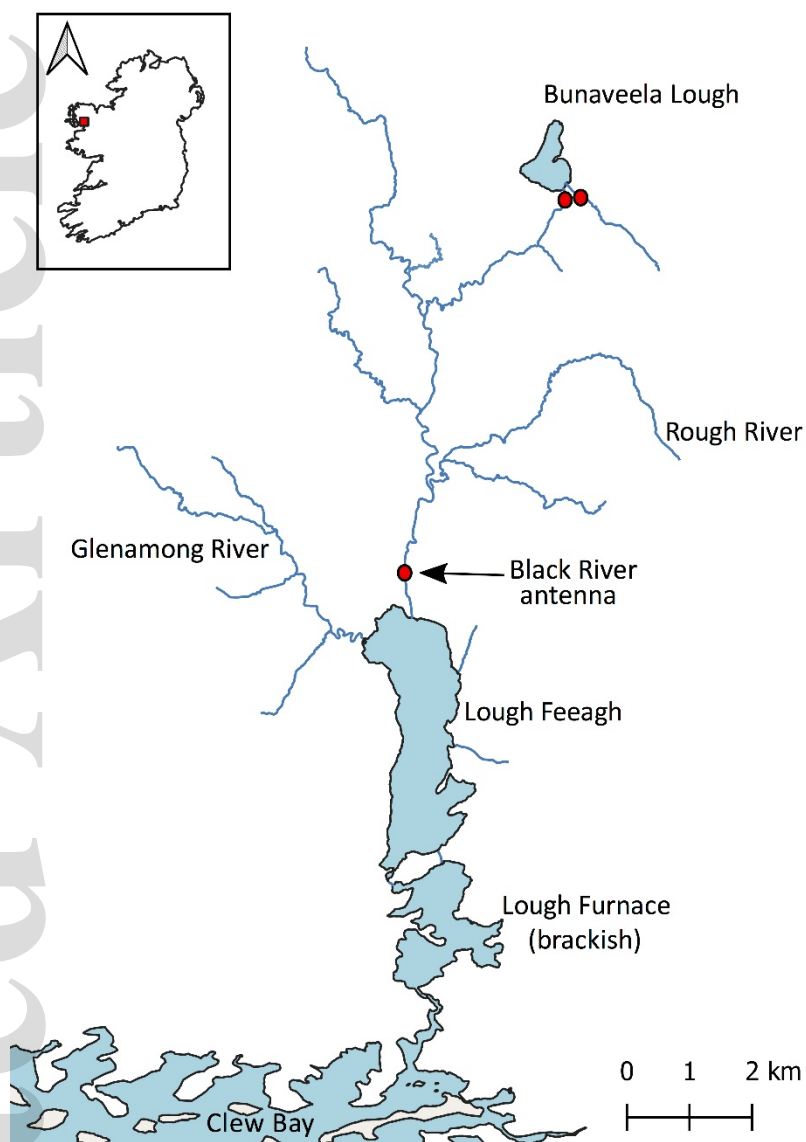 Bunaveela Lough
Rough River
Glenamong River
Black River
antenna
Lough Feeagh
Lough Furnace
(brackish)
0 1 2 km
Clew Bay